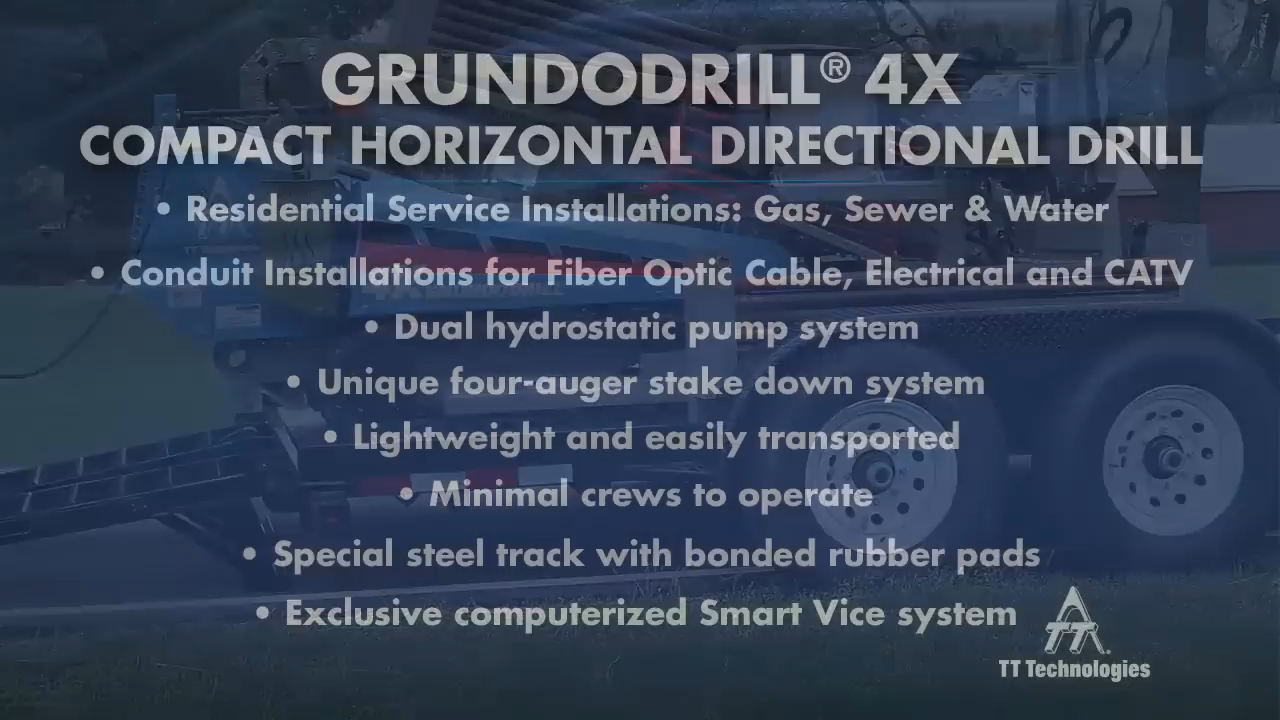 GRUNDODRILL® 4X
COMPACT HORIZONTAL DIRECTIONAL DRILL
• Residential Service Installations: Gas, Sewer & Water
• Conduit Installations for Fiber Optic Cable, Electrical and CATV
• Dual hydrostatic pump system
• Unique four-auger stake down system
• Lightweight and easily transported
• Minimal crews to operate
• Special steel track with bonded rubber pads
• Exclusive computerized Smart Vice system
TT
TT Technologies